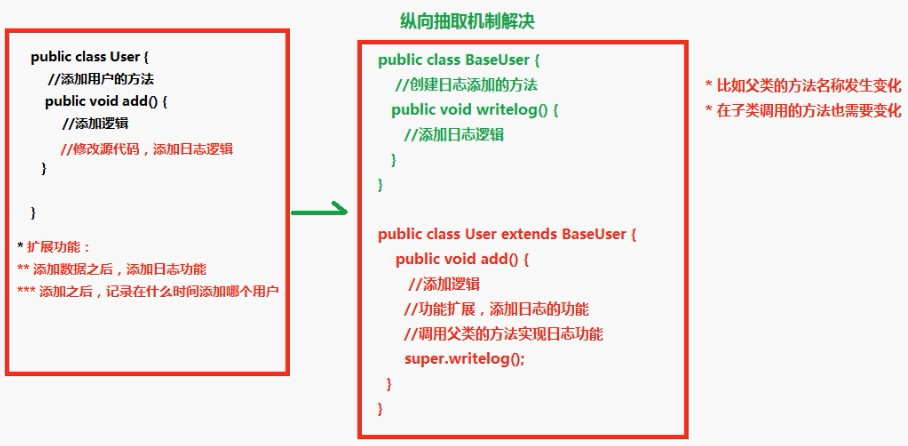 纵向抽取机制解决
public class User {
//添加用户的方法
public void add() {
//添加逻辑
//修改源代码，添加日志逻辑
}
}
* 扩展功能：
** 添加数据之后，添加日志功能
*** 添加之后，记录在什么时间添加哪个用户
public class BaseUser {
//创建日志添加的方法
public void writelog() {
//添加日志逻辑
}
}
public class User extends BaseUser {
public void add() {
//添加逻辑
//功能扩展，添加日志的功能
//调用父类的方法实现日志功能
super.writelog();
}
}
* 比如父类的方法名称发生变化
* 在子类调用的方法也需要变化